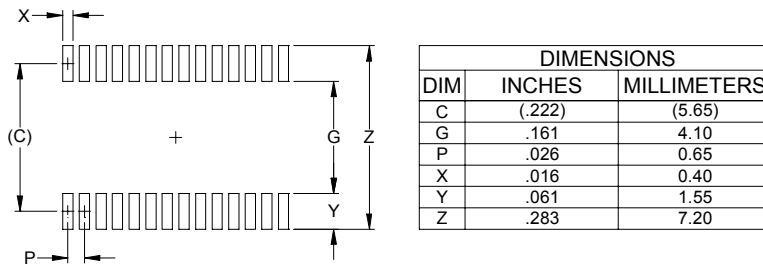 X
(C)
G
Z
Y
P
DIMENSIONS
DIM INCHES MILLIMETERS
C (.222) (5.65)
G .161 4.10
P .026 0.65
X .016 0.40
Y .061 1.55
Z .283 7.20